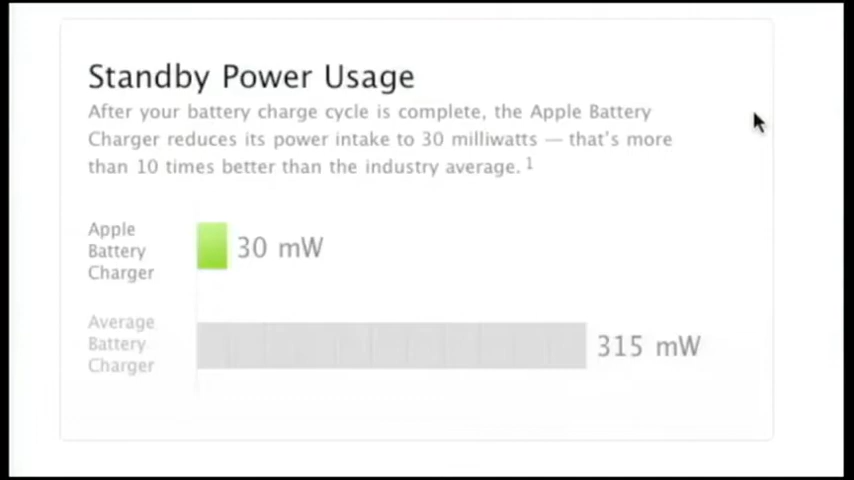 Standby Power Usage
After your battery charge cycle is complete, the Apple Battery
Charger reduces its power intake to 30 milliwatts — that's more
than 10 times better than the industry average. 1
Apple
Battery
Charger
30 mW
Average
Battery
Charger
315 mW